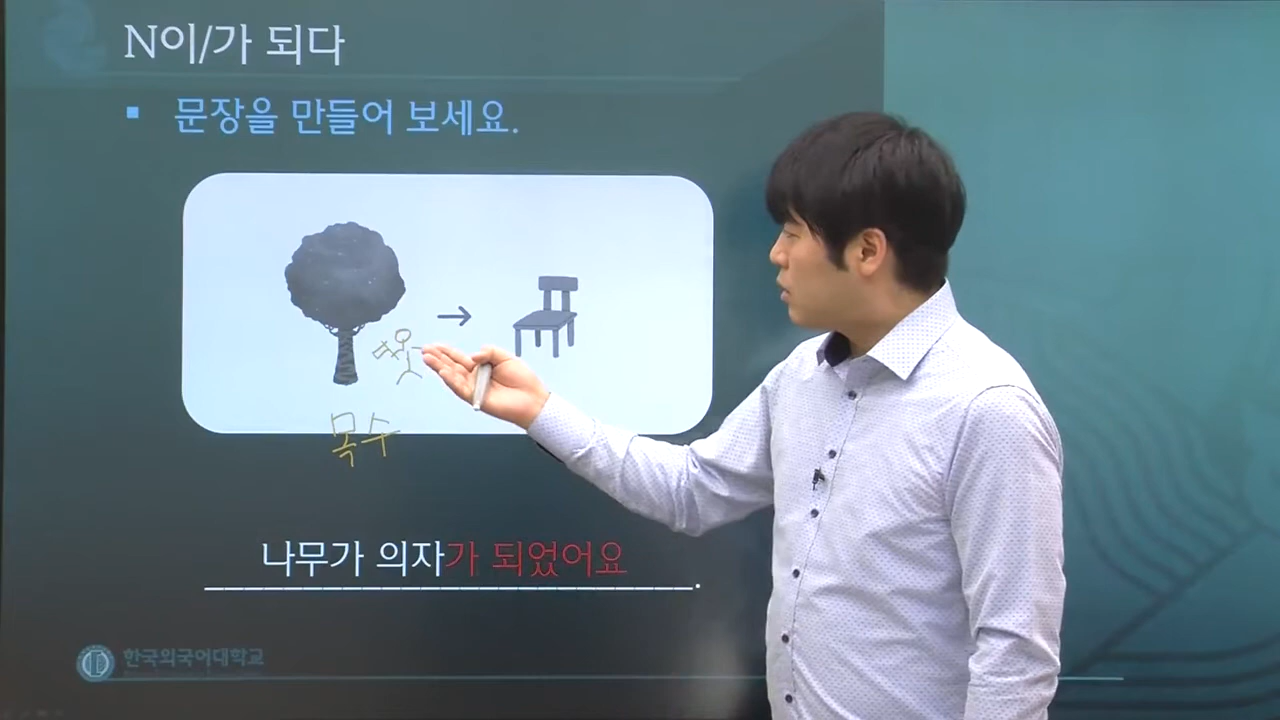 N이/가 되다
▪ 문장을 만들어 보세요.
목수
나무가 의자가 되었어요.
한국외국어대학교